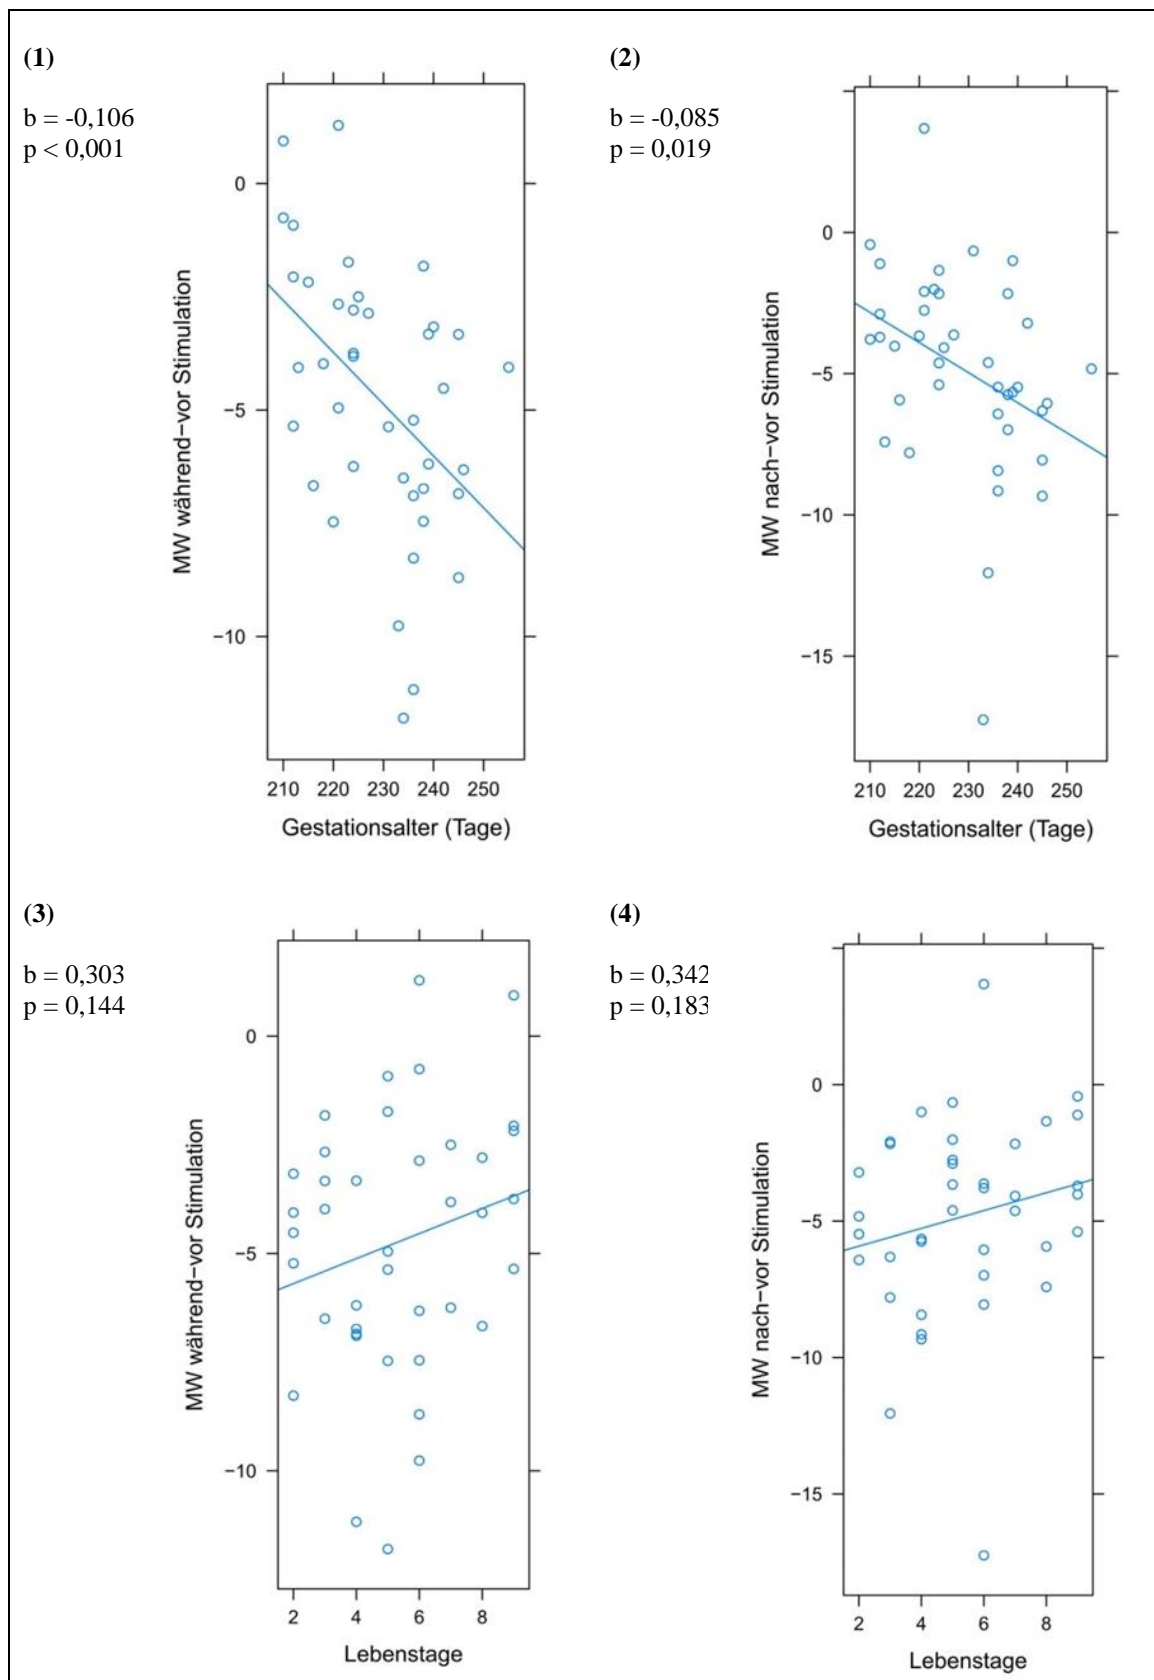 (1)
b = -0,106
p < 0,001
0
−5
−10
MW während−vor Stimulation
210 220 230 240 250
Gestationsalter (Tage)
(2)
b = -0,085
p = 0,019
0
−5
−10
−15
MW nach−vor Stimulation
210 220 230 240 250
Gestationsalter (Tage)
(3)
b = 0,303
p = 0,144
0
−5
−10
MW während−vor Stimulation
2 4 6 8
Lebenstage
(4)
b = 0,342
p = 0,183
0
−5
−10
−15
MW nach−vor Stimulation
2 4 6 8
Lebenstage